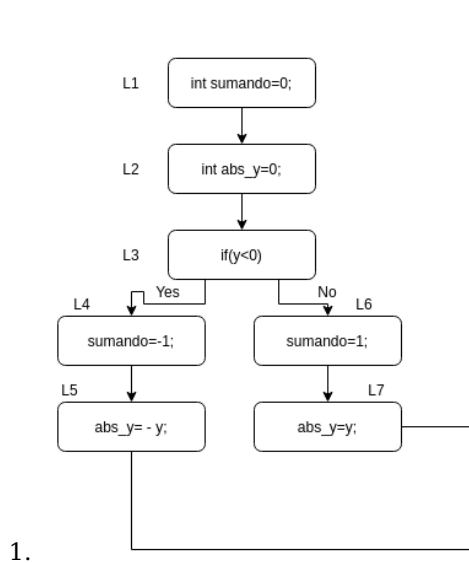 L1
int sumando=0;
L2
int abs_y=0;
L3
if(y<0)
Yes
No
L4
L6
sumando=-1;
sumando=1;
L5
L7
abs_y= - y;
abs_y=y;
1.